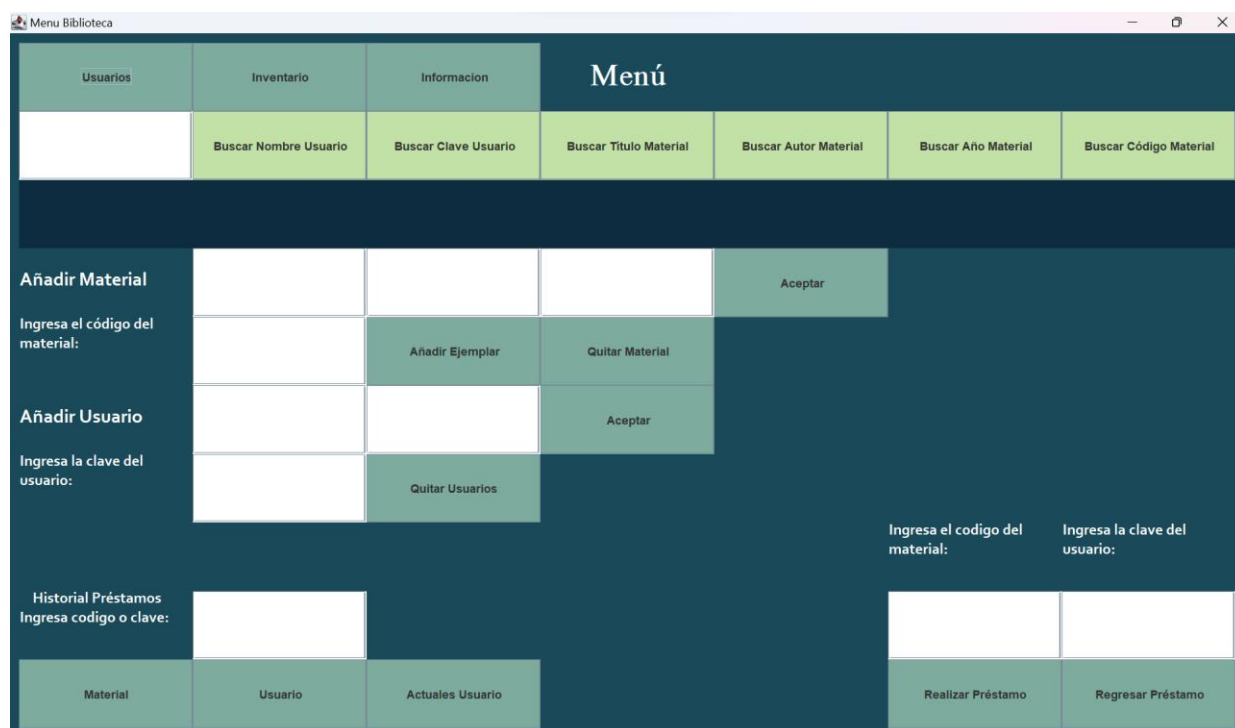 Menu Biblioteca
Usuarios
Inventario
Informacion
Menú
Buscar Nombre Usuario
Buscar Clave Usuario
Buscar Titulo Material
Buscar Autor Material
Buscar Año Material
Buscar Código Material
Añadir Material
Aceptar
Ingresa el código del
material:
Añadir Ejemplar
Quitar Material
Añadir Usuario
Aceptar
Ingresa la clave del
usuario:
Quitar Usuarios
Ingresa el codigo del
material:
Ingresa la clave del
usuario:
Historial Préstamos
Ingresa codigo o clave:
Material
Usuario
Actuales Usuario
Realizar Préstamo
Regresar Préstamo